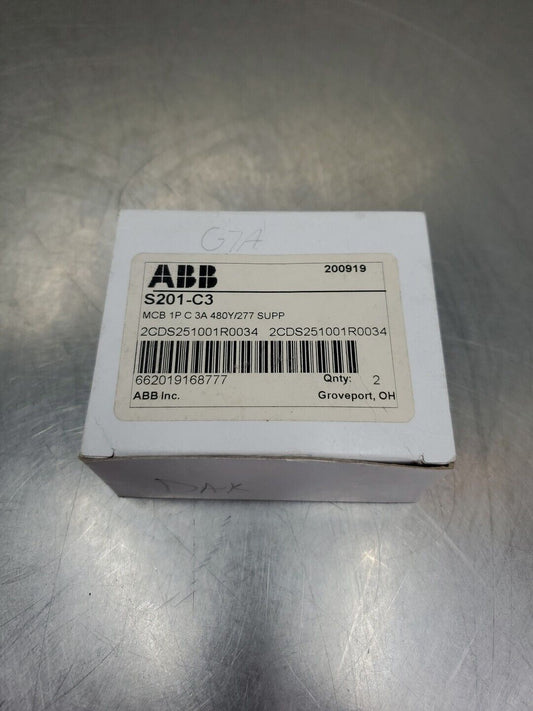 G7A
ABB 200919
S201-C3
MCB 1P C 3A 480Y/277 SUPP
2CDS251001R0034 2CDS251001R0034
662019168777 Qnty: 2
ABB Inc. Groveport, OH
DAX